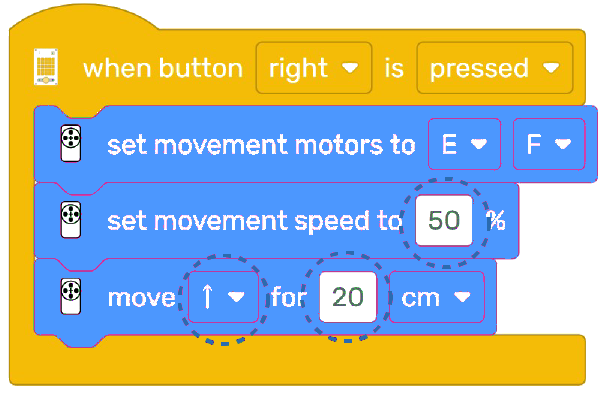 when button right is pressed
set movement motors to E F
set movement speed to 50 %
move ↑ for 20 cm